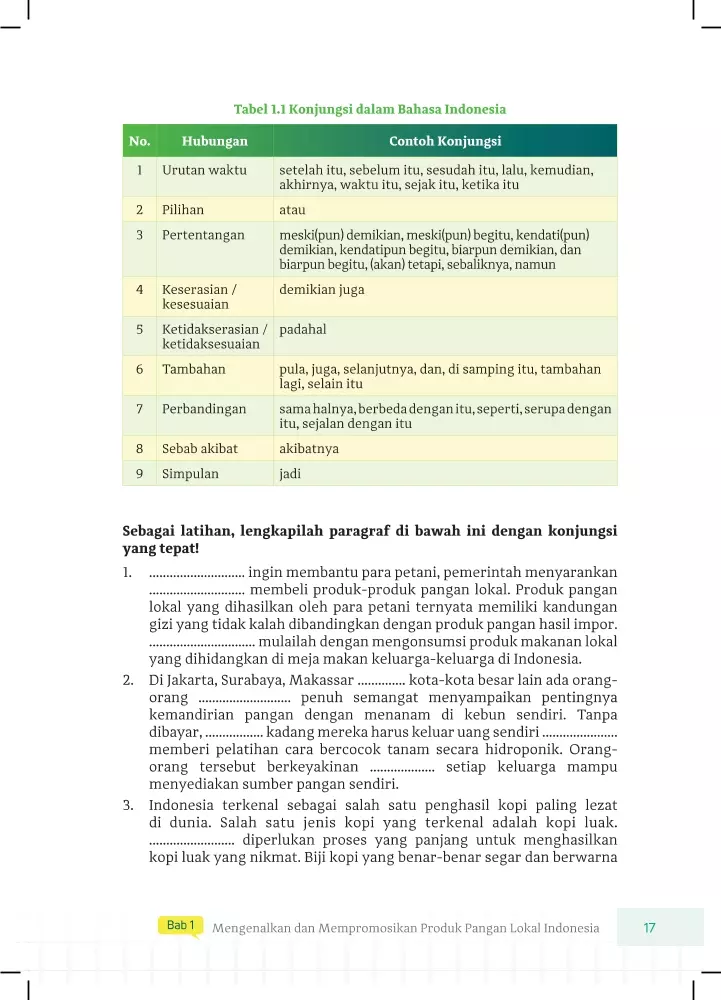 Tabel 1.1 Konjungsi dalam Bahasa Indonesia
No. Hubungan Contoh Konjungsi
1 Urutan waktu setelah itu, sebelum itu, sesudah itu, lalu, kemudian,
akhirnya, waktu itu, sejak itu, ketika itu
2 Pilihan atau
3 Pertentangan meski(pun) demikian, meski(pun) begitu, kendati(pun)
demikian, kendatipun begitu, biarpun demikian, dan
biarpun begitu, (akan) tetapi, sebaliknya, namun
4 Keserasian / demikian juga
kesesuaian
5 Ketidakserasian / padahal
ketidaksesuaian
6 Tambahan pula, juga, selanjutnya, dan, di samping itu, tambahan
lagi, selain itu
7 Perbandingan sama halnya, berbeda dengan itu, seperti, serupa dengan
itu, sejalan dengan itu
8 Sebab akibat akibatnya
9 Simpulan jadi
Sebagai latihan, lengkapilah paragraf di bawah ini dengan konjungsi
yang tepat!
1. ............................ ingin membantu para petani, pemerintah menyarankan
............................ membeli produk-produk pangan lokal. Produk pangan
lokal yang dihasilkan oleh para petani ternyata memiliki kandungan
gizi yang tidak kalah dibandingkan dengan produk pangan hasil impor.
............................... mulailah dengan mengonsumsi produk makanan lokal
yang dihidangkan di meja makan keluarga-keluarga di Indonesia.
2. Di Jakarta, Surabaya, Makassar .............. kota-kota besar lain ada orang-
orang ........................... penuh semangat menyampaikan pentingnya
kemandirian pangan dengan menanam di kebun sendiri. Tanpa
dibayar, ................. kadang mereka harus keluar uang sendiri ......................
memberi pelatihan cara bercocok tanam secara hidroponik. Orang-
orang tersebut berkeyakinan ................... setiap keluarga mampu
menyediakan sumber pangan sendiri.
3. Indonesia terkenal sebagai salah satu penghasil kopi paling lezat
di dunia. Salah satu jenis kopi yang terkenal adalah kopi luak.
......................... diperlukan proses yang panjang untuk menghasilkan
kopi luak yang nikmat. Biji kopi yang benar-benar segar dan berwarna
Bab 1 Mengenalkan dan Mempromosikan Produk Pangan Lokal Indonesia 17